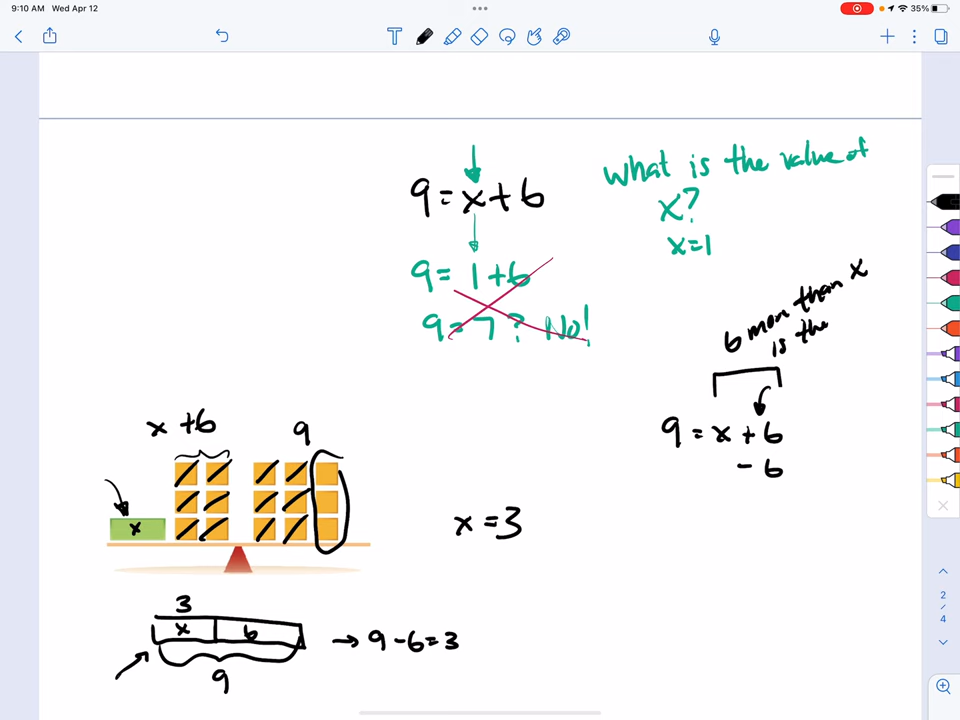 9:10 AM Wed Apr 12
35%
T
9 = x + 6
What is the value of
x?
x = 1
9 = 1 + 6
9 = 7? No!
6 more than x
is the
9 = x + 6
- 6
x + 6
9
x
x = 3
3
x 6
9
→ 9 - 6 = 3
2
/
4